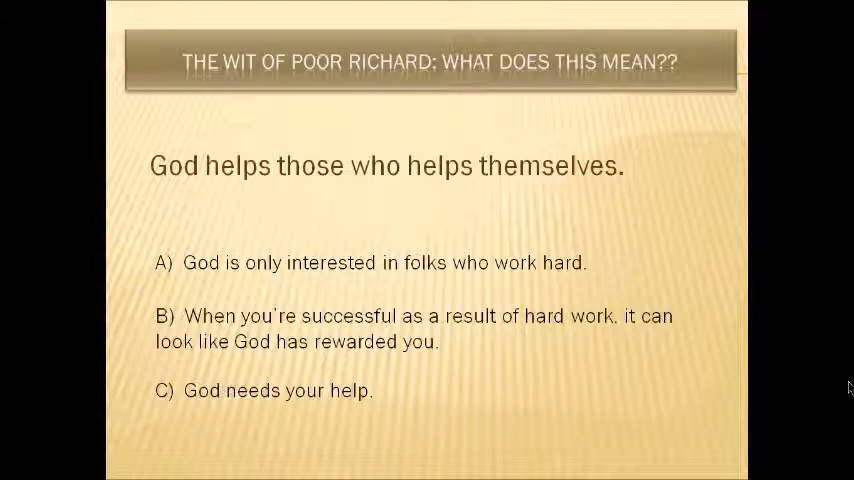 THE WIT OF POOR RICHARD: WHAT DOES THIS MEAN??
God helps those who helps themselves.
A) God is only interested in folks who work hard.
B) When you're successful as a result of hard work, it can
look like God has rewarded you.
C) God needs your help.